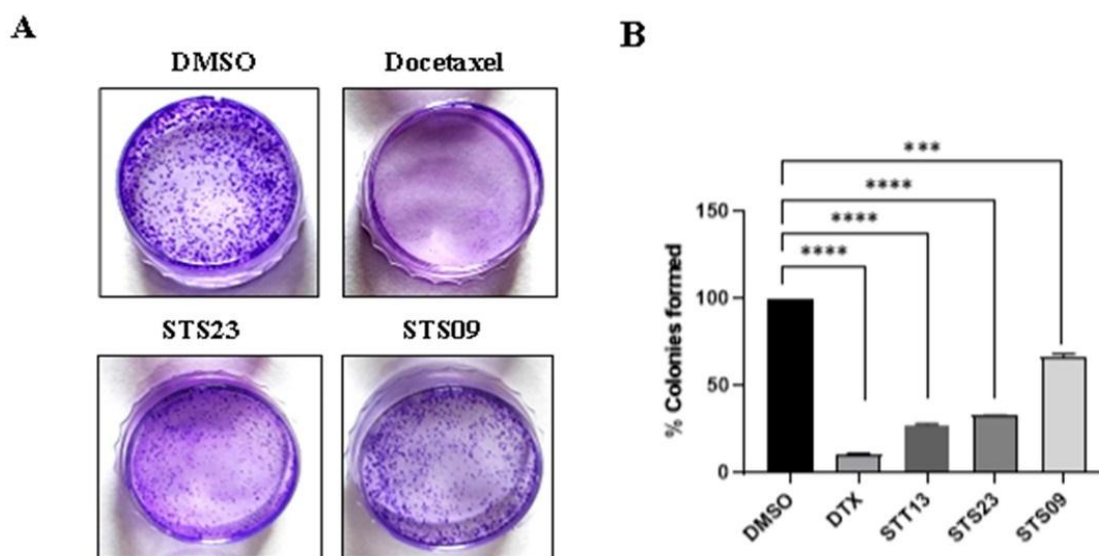 A
DMSO
Docetaxel
STS23
STS09
B
***
****
****
****
% Colonies formed
150
100
50
0
DMSO
DTX
STT13
STS23
STS09